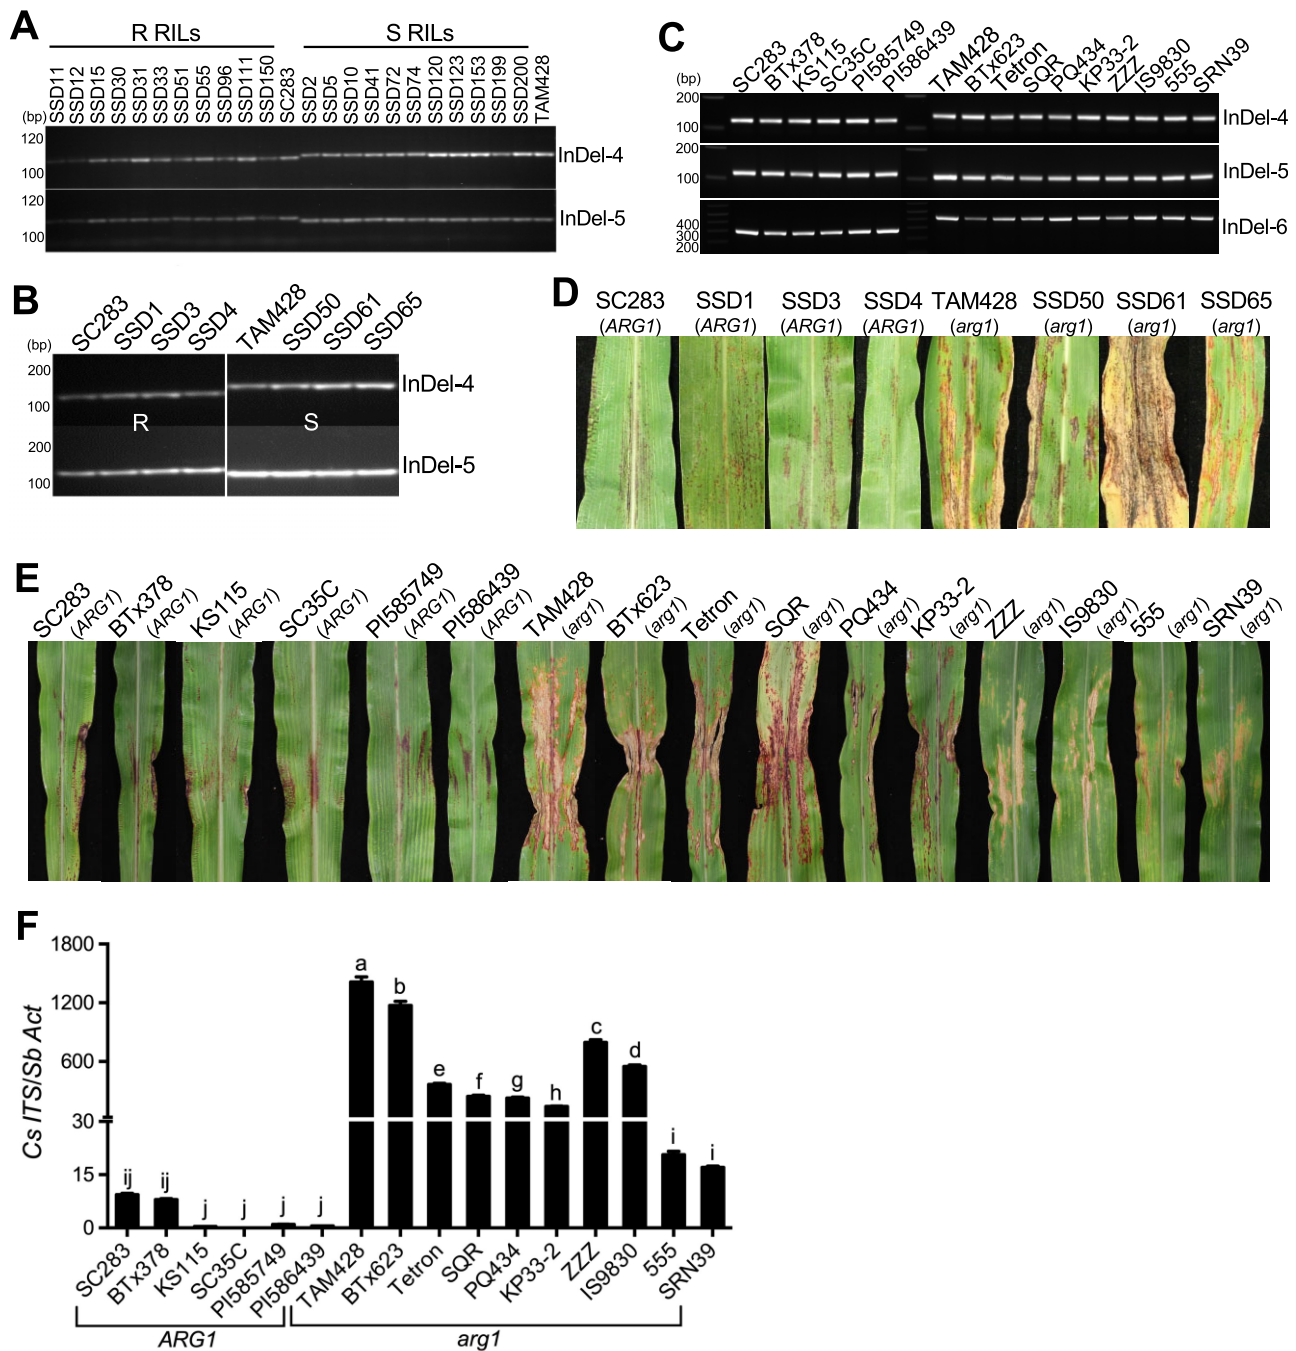 A
R RILs
S RILs
SSD11
SSD12
SSD15
SSD30
SSD31
SSD33
SSD51
SSD55
SSD96
SSD111
SSD150
SC283
SSD2
SSD5
SSD10
SSD41
SSD72
SSD74
SSD120
SSD123
SSD153
SSD199
SSD200
TAM428
(bp)
120
100
InDel-4
120
100
InDel-5
B
SC283
SSD1
SSD3
SSD4
TAM428
SSD50
SSD61
SSD65
(bp)
200
100
InDel-4
R
S
200
100
InDel-5
C
SC283
BTx378
KS115
SC35C
PI585749
PI586439
TAM428
BTx623
Tetron
SQR
PQ434
KP33-2
ZZZ
IS9830
555
SRN39
(bp)
200
100
InDel-4
200
100
InDel-5
400
300
200
InDel-6
D
SC283
SSD1
SSD3
SSD4
TAM428
SSD50
SSD61
SSD65
(ARG1)
(ARG1)
(ARG1)
(ARG1)
(arg1)
(arg1)
(arg1)
(arg1)
E
SC283
(ARG1)
BTx378
(ARG1)
KS115
(ARG1)
SC35C
(ARG1)
PI585749
(ARG1)
PI586439
(ARG1)
TAM428
(arg1)
BTx623
(arg1)
Tetron
(arg1)
SQR
(arg1)
PQ434
(arg1)
KP33-2
(arg1)
ZZZ
(arg1)
IS9830
(arg1)
555
(arg1)
SRN39
(arg1)
F
Cs ITS/Sb Act
1800
1200
600
30
15
0
ij
ij
j
j
j
j
a
b
e
f
g
h
c
d
i
i
SC283
BTx378
KS115
SC35C
PI585749
PI586439
TAM428
BTx623
Tetron
SQR
PQ434
KP33-2
ZZZ
IS9830
555
SRN39
ARG1
arg1